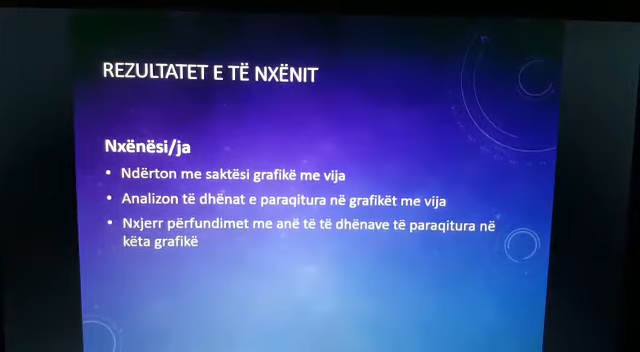 REZULTATET E TË NXËNIT
Nxënësi/ja
• Ndërton me saktësi grafikë me vija
• Analizon të dhënat e paraqitura në grafikët me vija
• Nxjerr përfundimet me anë të të dhënave të paraqitura në
këta grafikë